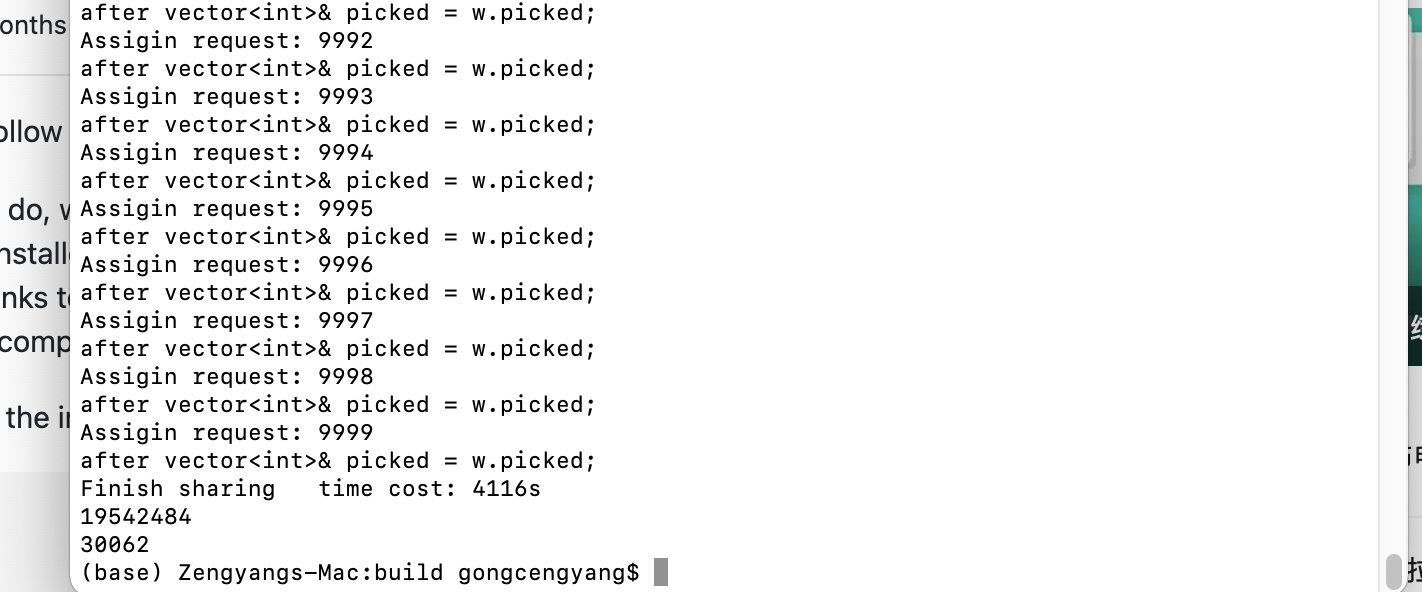 after vector<int>& picked = w.picked;
onths
Assigin request: 9992
after vector<int>& picked = w.picked;
Assigin request: 9993
after vector<int>& picked = w.picked;
ollow
Assigin request: 9994
after vector<int>& picked = w.picked;
do, w
Assigin request: 9995
after vector<int>& picked = w.picked;
nstalle
Assigin request: 9996
after vector<int>& picked = w.picked;
nks to
Assigin request: 9997
comp
after vector<int>& picked = w.picked;
Assigin request: 9998
after vector<int>& picked = w.picked;
the in
Assigin request: 9999
after vector<int>& picked = w.picked;
Finish sharing   time cost: 4116s
19542484
30062
(base) Zengyangs-Mac:build gongcengyang$